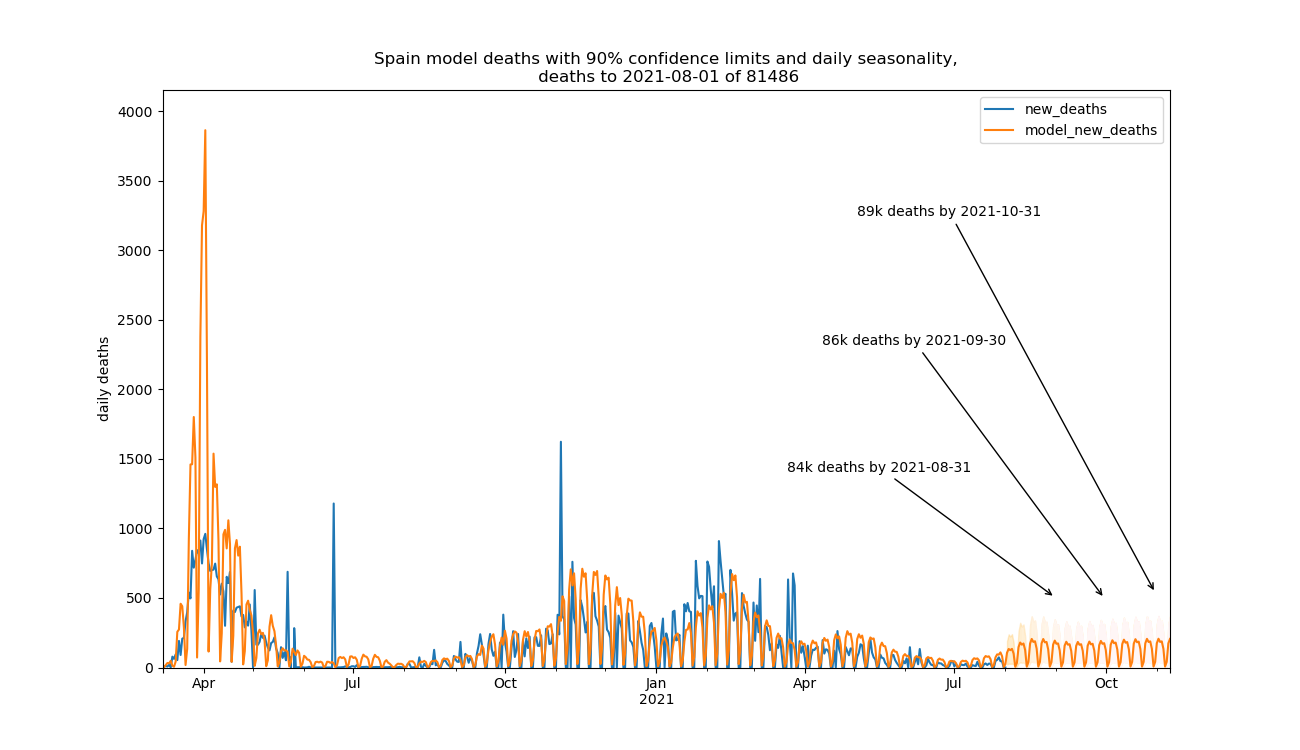 Spain model deaths with 90% confidence limits and daily seasonality,
deaths to 2021-08-01 of 81486
new_deaths
model_new_deaths
4000
3500
3000
2500
2000
1500
1000
500
0
daily deaths
89k deaths by 2021-10-31
86k deaths by 2021-09-30
84k deaths by 2021-08-31
Apr
Jul
Oct
Jan
2021
Apr
Jul
Oct